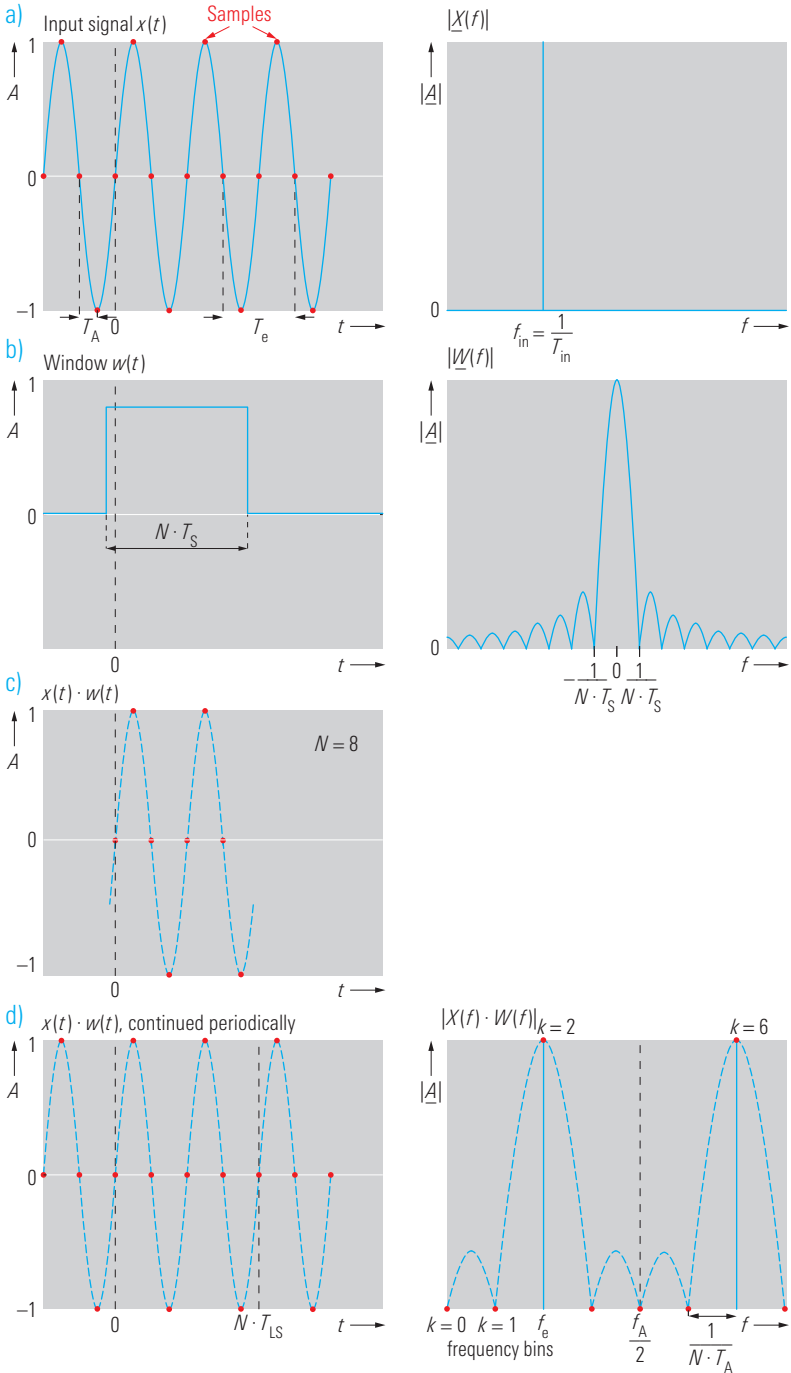 a)
Input signal x(t)
Samples
|X(f)|
1
A
0
−1
T_A 0 T_e t
|A|
0
f_in = 1/T_in f
b)
Window w(t)
|W(f)|
1
A
0
N · T_S
0 t
|A|
0
−1/(N · T_S) 0 1/(N · T_S) f
c)
x(t) · w(t)
1
A
N = 8
0
−1
0 t
d)
x(t) · w(t), continued periodically
1
A
0
−1
0 N · T_LS t
|X(f) · W(f)|
k = 2 k = 6
|A|
k = 0 k = 1 f_e f_A/2 1/(N · T_A) f
frequency bins